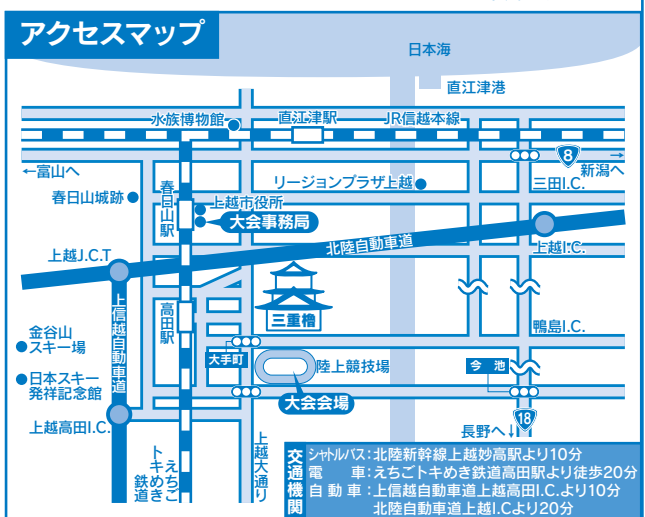 アクセスマップ
日本海
直江津港
水族博物館
直江津駅
JR信越本線
8
←富山へ
新潟へ
→
春日山城跡
春日山駅
上越市役所
大会事務局
リージョンプラザ上越
三田I.C.
上越J.C.T
北陸自動車道
上越I.C.
上信越自動車道
高田駅
三重櫓
鴨島I.C.
金谷山
スキー場
大手町
陸上競技場
今池
日本スキー
発祥記念館
大会会場
上越高田I.C.
18
長野へ↓
えちご
トキめき
鉄道
上越大通り
交通機関
シャトルバス:北陸新幹線上越妙高駅より10分
電車:えちごトキめき鉄道高田駅より徒歩20分
自動車:上信越自動車道上越高田I.C.より10分
北陸自動車道上越I.Cより20分